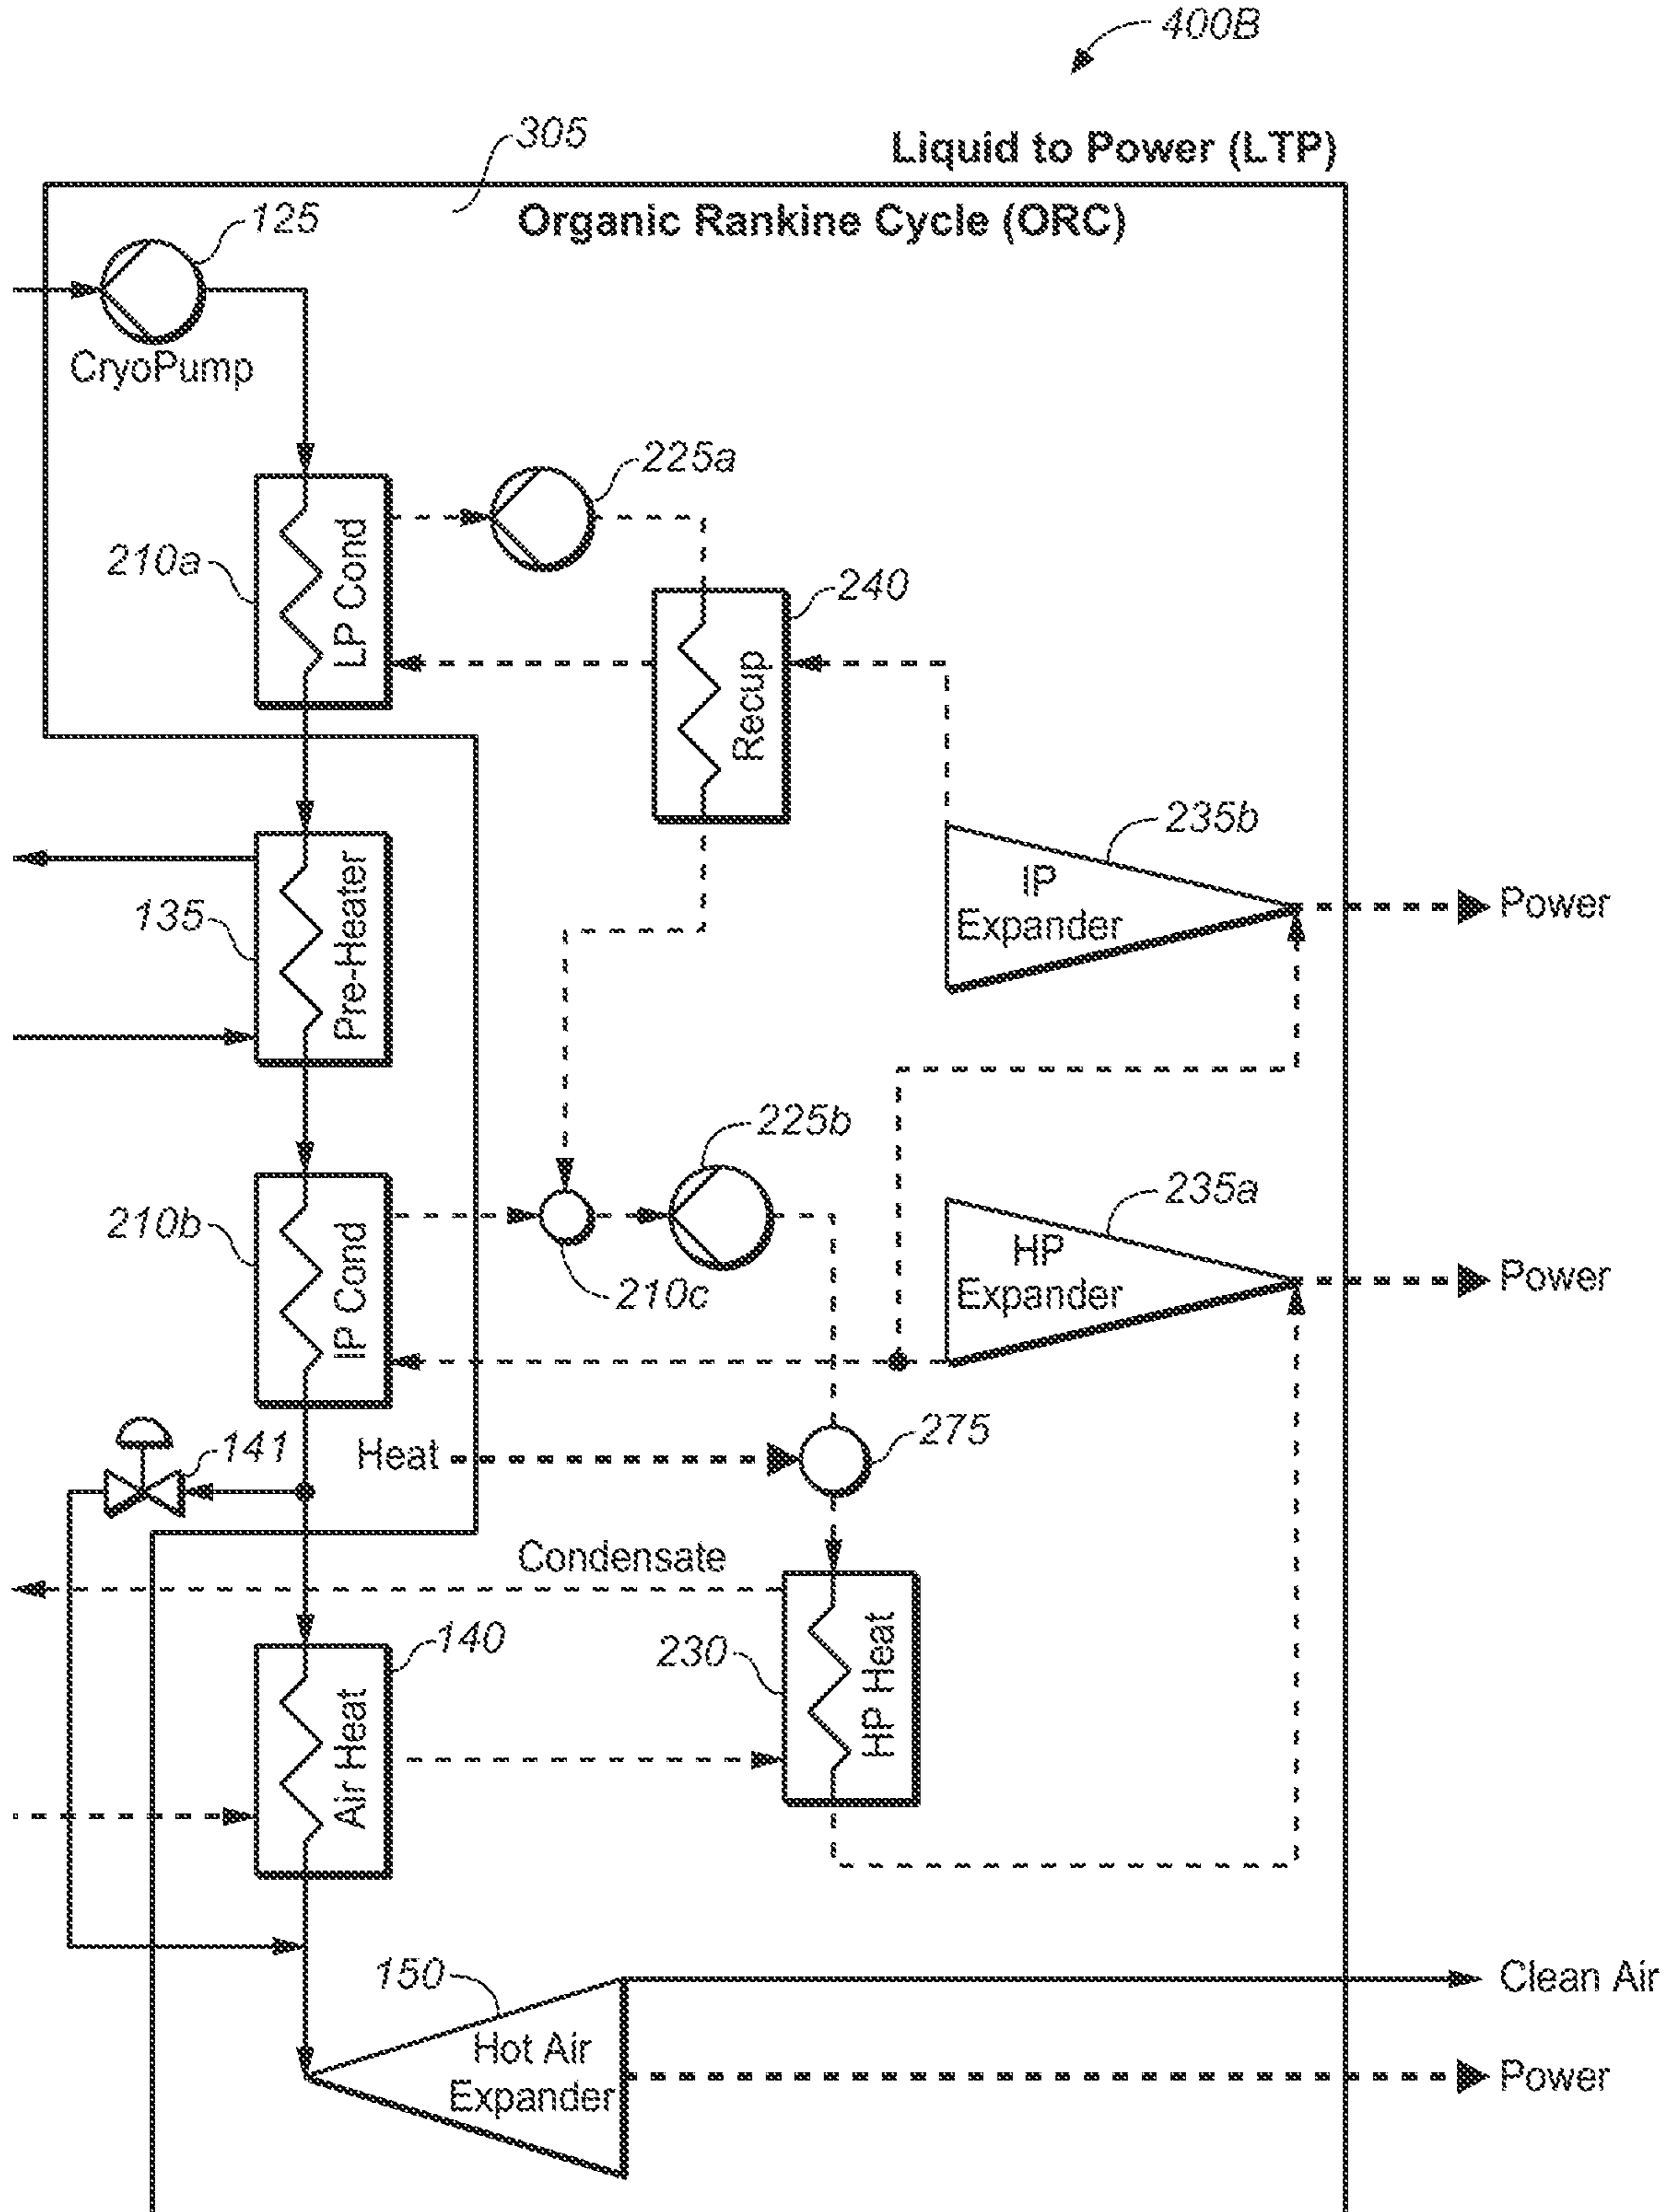 400B
Liquid to Power (LTP)
305
Organic Rankine Cycle (ORC)
125
CryoPump
225a
210a
LP Cond
240
Recup
235b
IP
Expander
Power
135
Pre-Heater
225b
235a
210b
IP Cond
210c
HP
Expander
Power
141
Heat
275
Condensate
140
Air Heat
230
HP Heat
150
Hot Air
Expander
Clean Air
Power